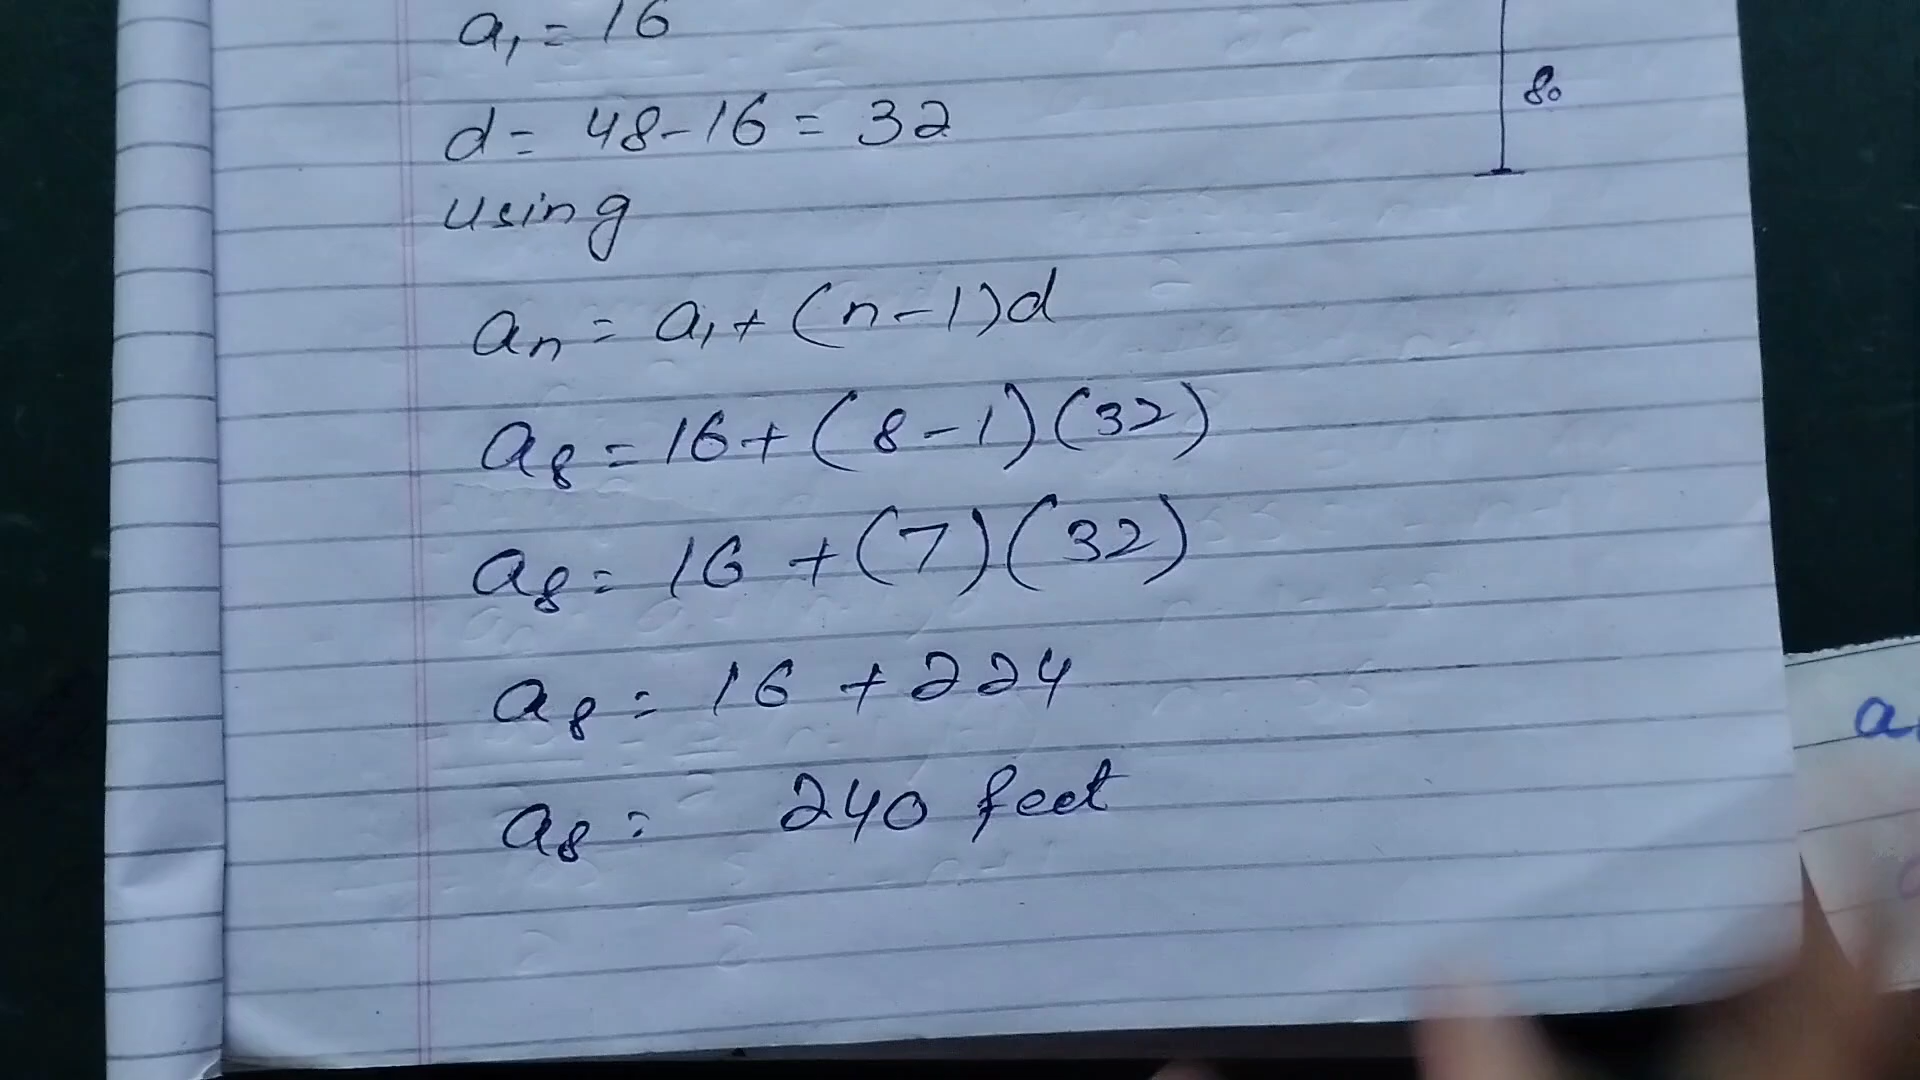 a₁ = 16
d = 48 - 16 = 32
80
using
aₙ = a₁ + (n - 1)d
a₈ = 16 + (8 - 1)(32)
a₈ = 16 + (7)(32)
a₈ = 16 + 224
a₈ = 240 feet
a